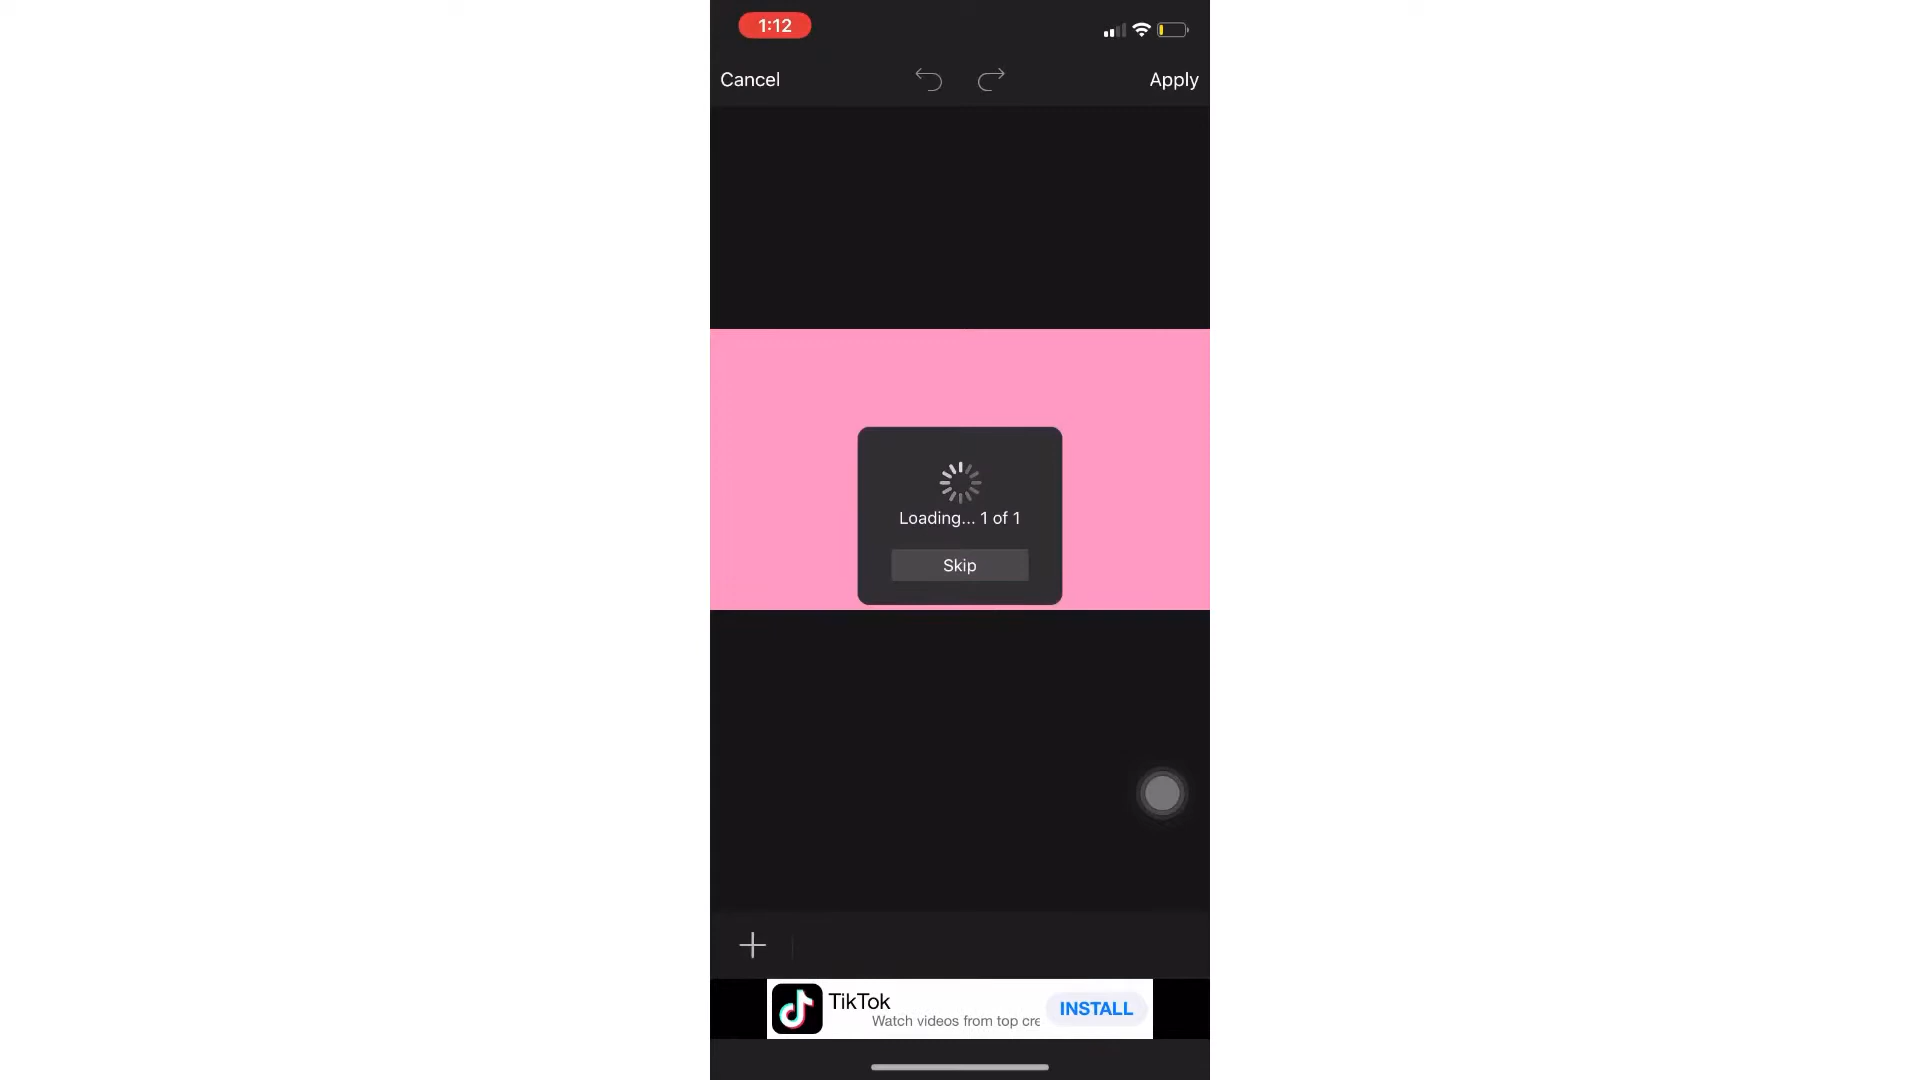 1:12
Cancel
Apply
Loading... 1 of 1
Skip
TikTok
Watch videos from top cre
INSTALL